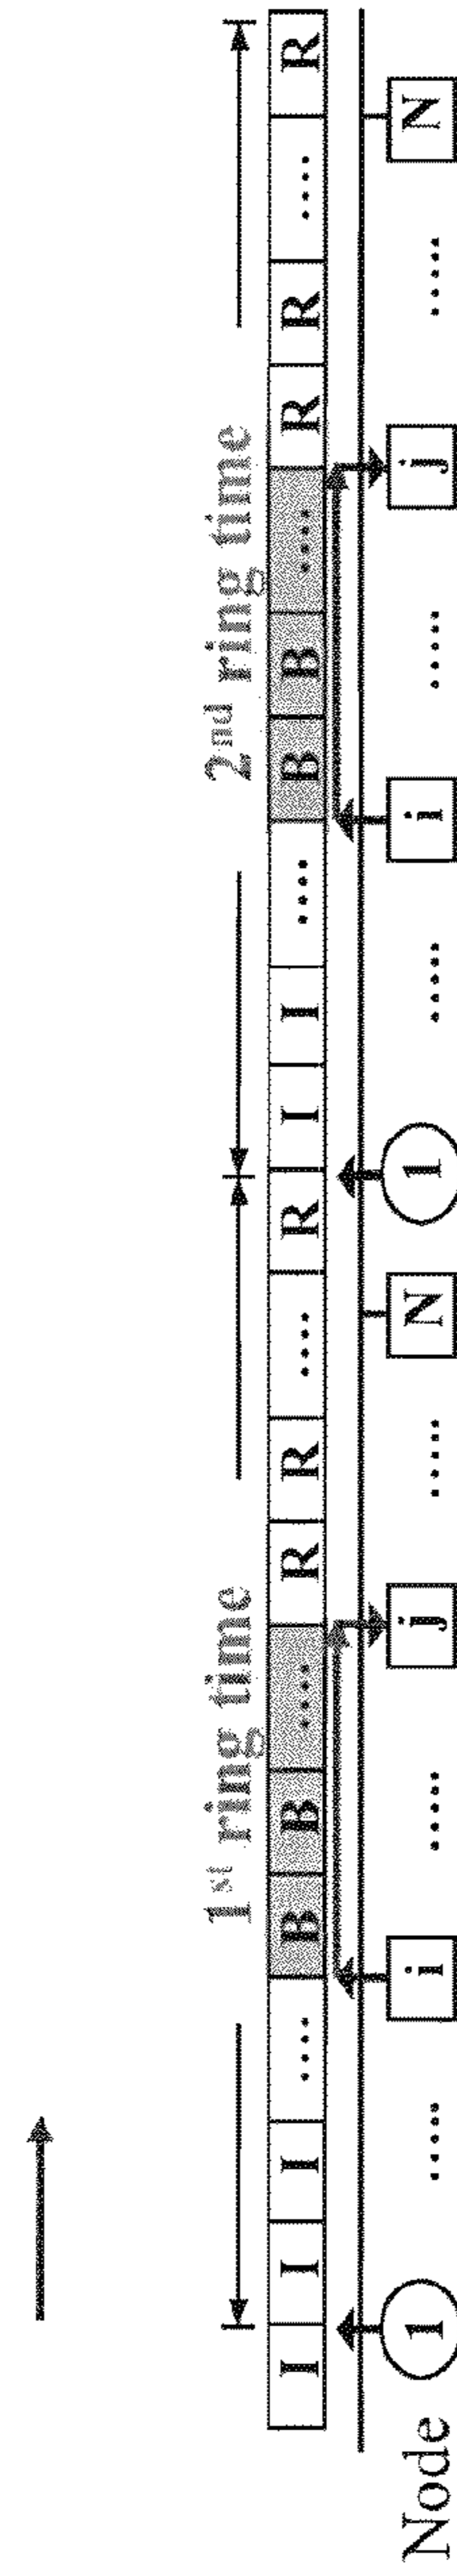 1st ring time 2nd ring time
I I I .... B B .... R R .... R I I .... B B .... R R .... R
Node 1 ...... i ...... j ...... N 1 ...... i ...... j ...... N